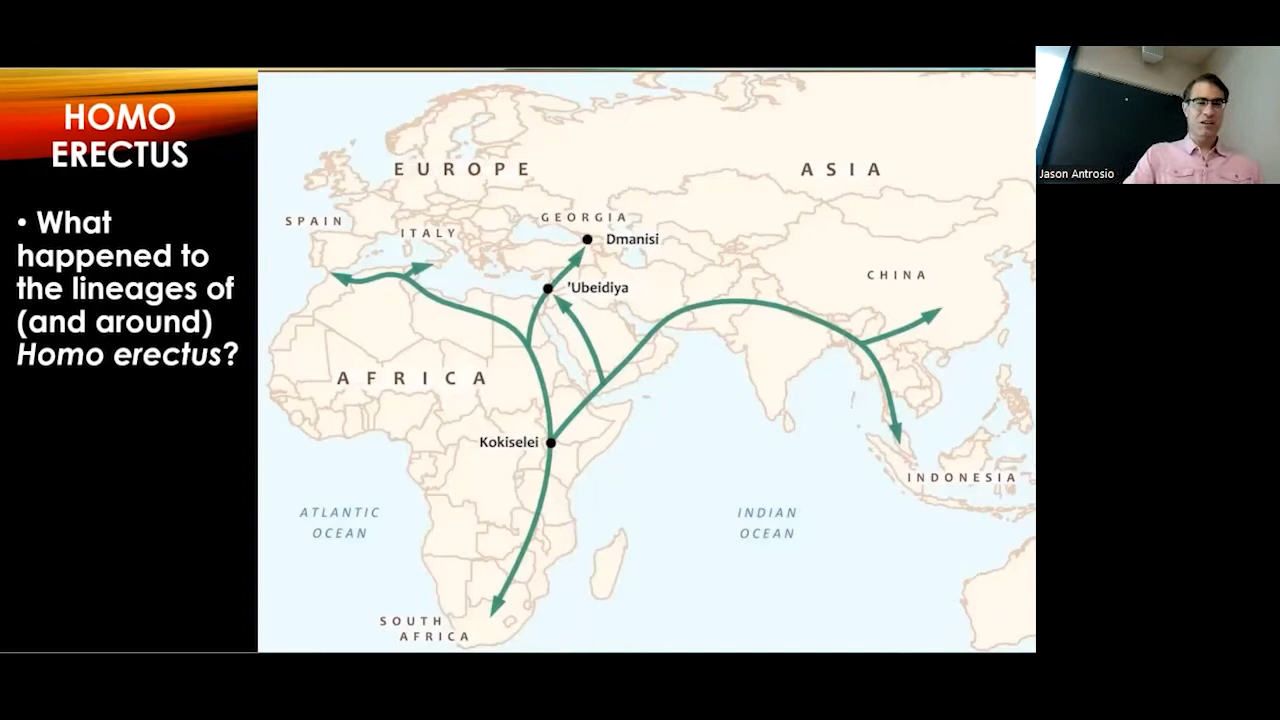 HOMO
ERECTUS
• What
happened to
the lineages of
(and around)
Homo erectus?
EUROPE
ASIA
SPAIN
ITALY
GEORGIA
Dmanisi
'Ubeidiya
CHINA
AFRICA
Kokiselei
INDONESIA
ATLANTIC
OCEAN
INDIAN
OCEAN
SOUTH
AFRICA
Jason Antrosio